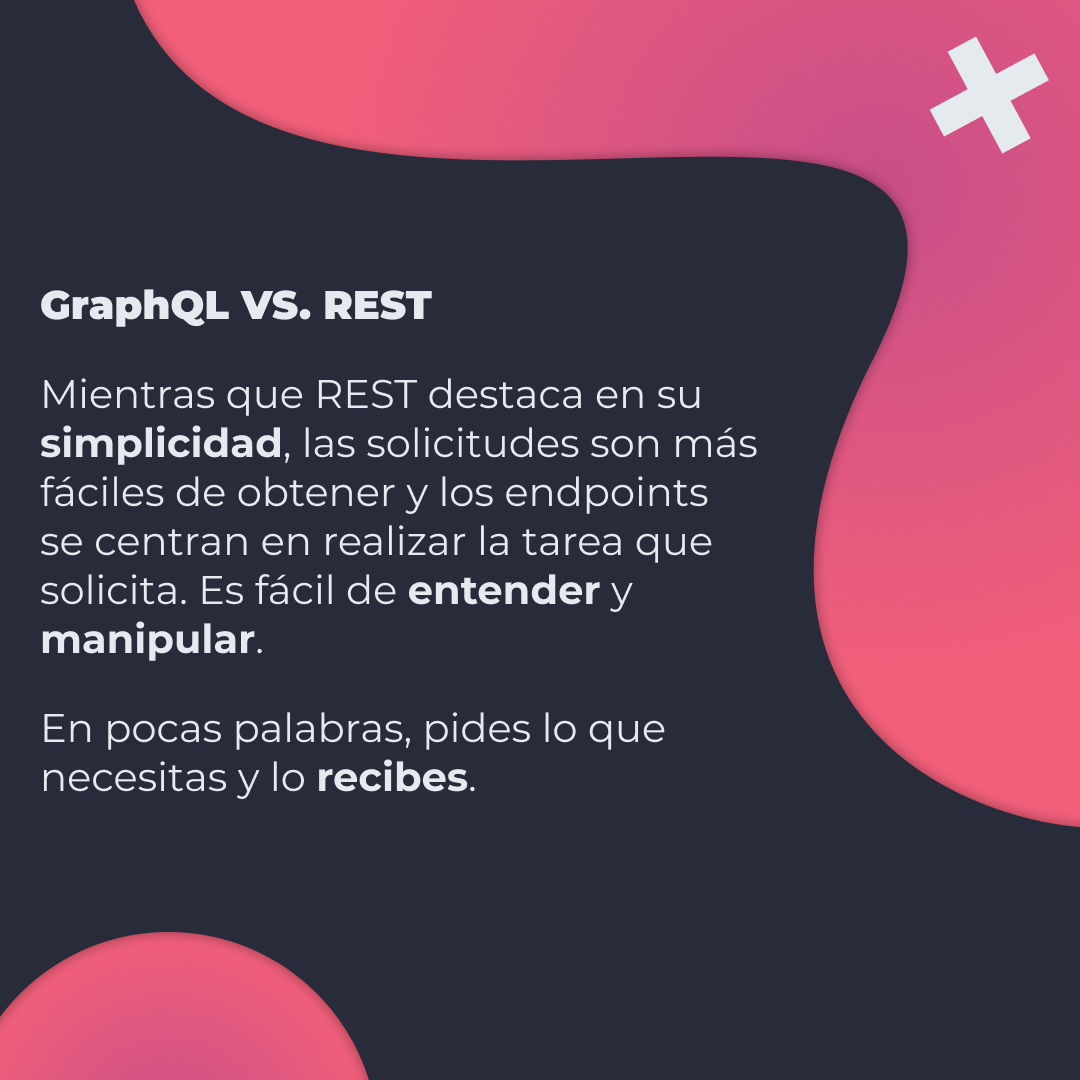 GraphQL VS. REST
Mientras que REST destaca en su
simplicidad, las solicitudes son más
fáciles de obtener y los endpoints
se centran en realizar la tarea que
solicita. Es fácil de entender y
manipular.
En pocas palabras, pides lo que
necesitas y lo recibes.